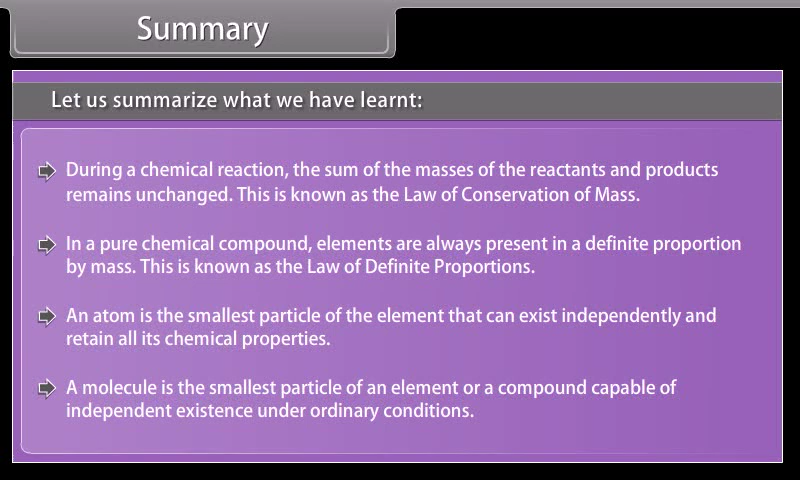 Summary
Let us summarize what we have learnt:
During a chemical reaction, the sum of the masses of the reactants and products
remains unchanged. This is known as the Law of Conservation of Mass.
In a pure chemical compound, elements are always present in a definite proportion
by mass. This is known as the Law of Definite Proportions.
An atom is the smallest particle of the element that can exist independently and
retain all its chemical properties.
A molecule is the smallest particle of an element or a compound capable of
independent existence under ordinary conditions.